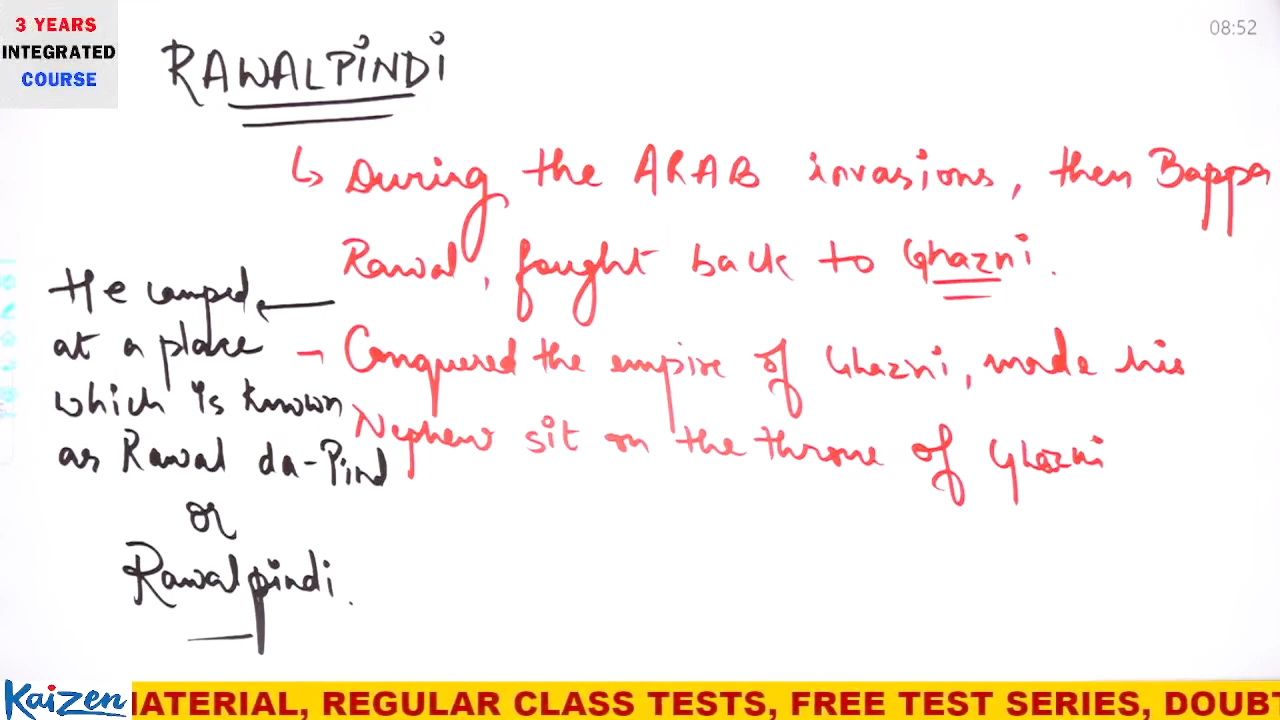 3 YEARS
INTEGRATED
COURSE
08:52
RAWALPINDI
↳ During the ARAB invasions, then Bappa
Rawal, fought back to Ghazni.
- Conquered the empire of Ghazni, made his
Nephew sit on the throne of Ghazni
He camped
at a place
which is known
as Rawal da-Pind
or
Rawalpindi.
Kaizen
MATERIAL, REGULAR CLASS TESTS, FREE TEST SERIES, DOUBT